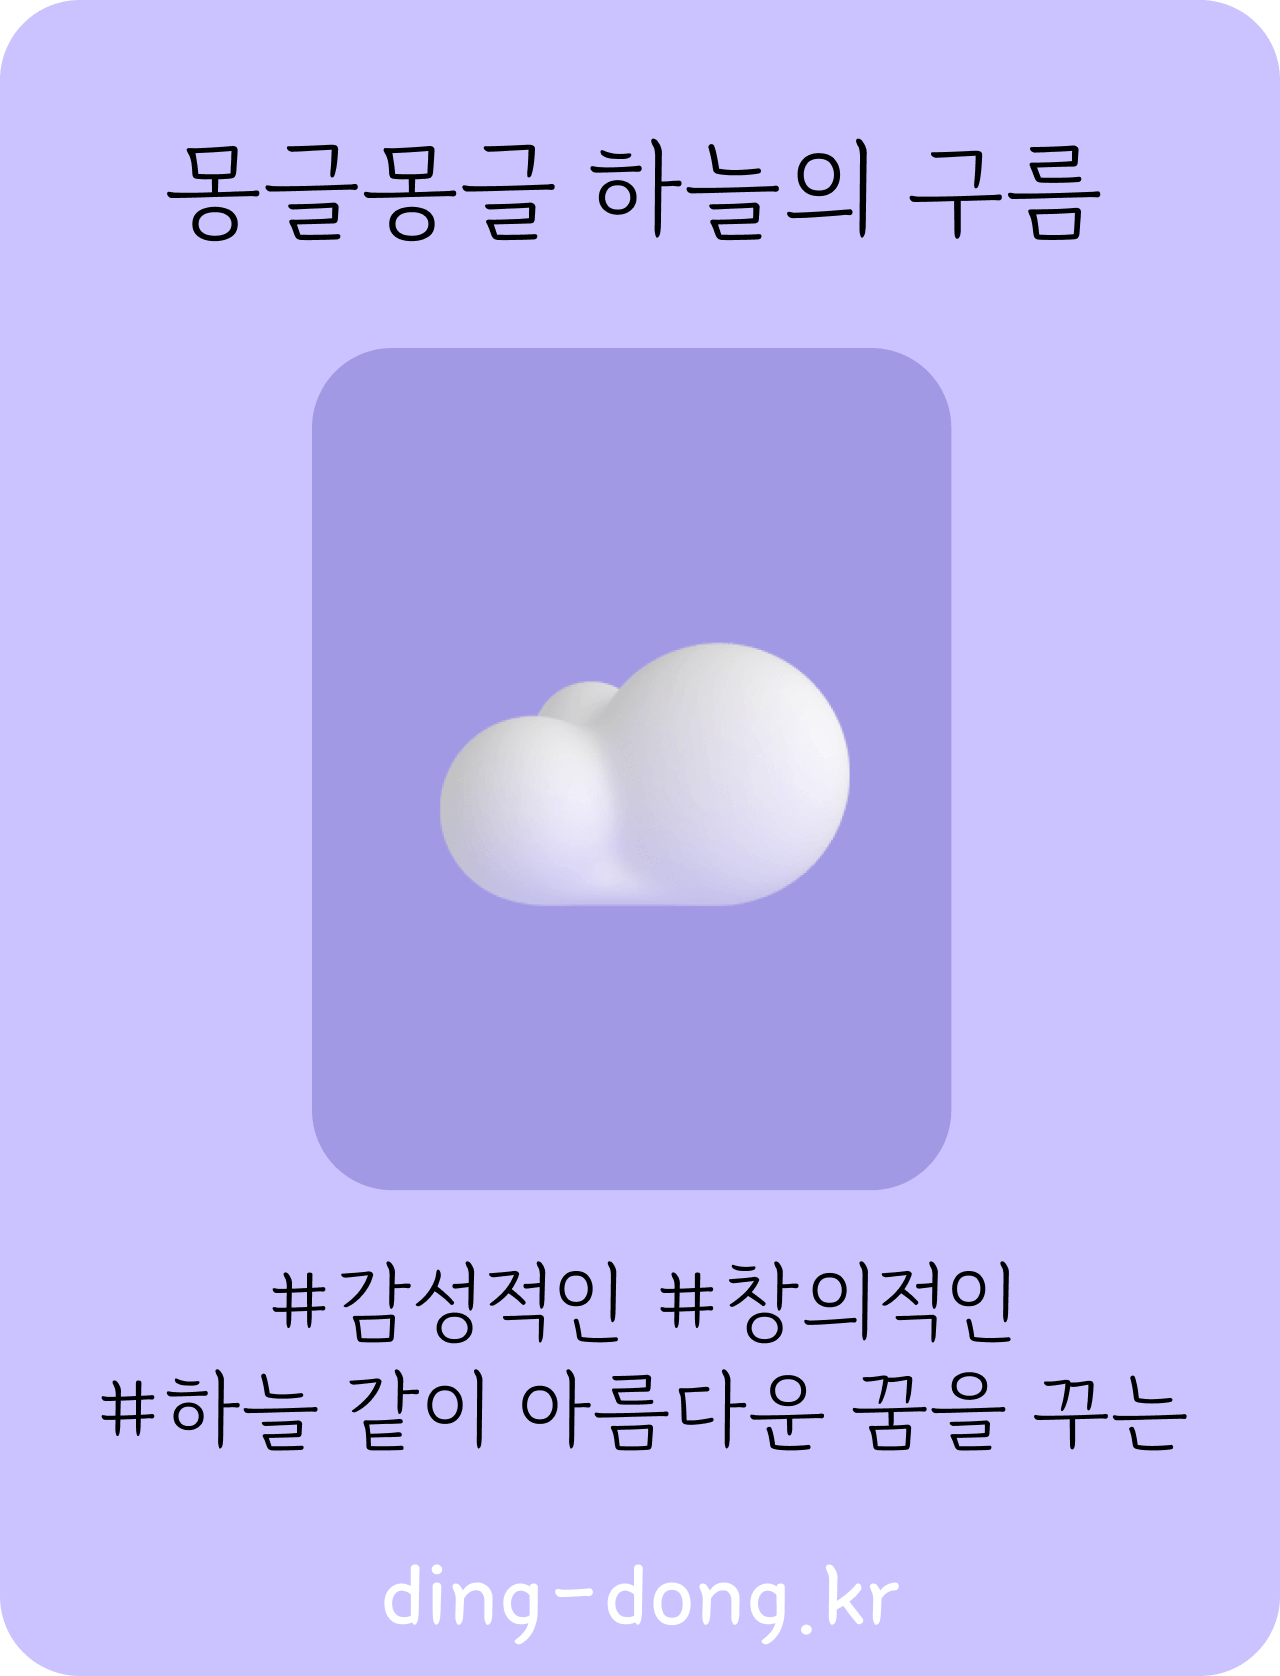 몽글몽글 하늘의 구름
#감성적인 #창의적인
#하늘 같이 아름다운 꿈을 꾸는
ding-dong.kr